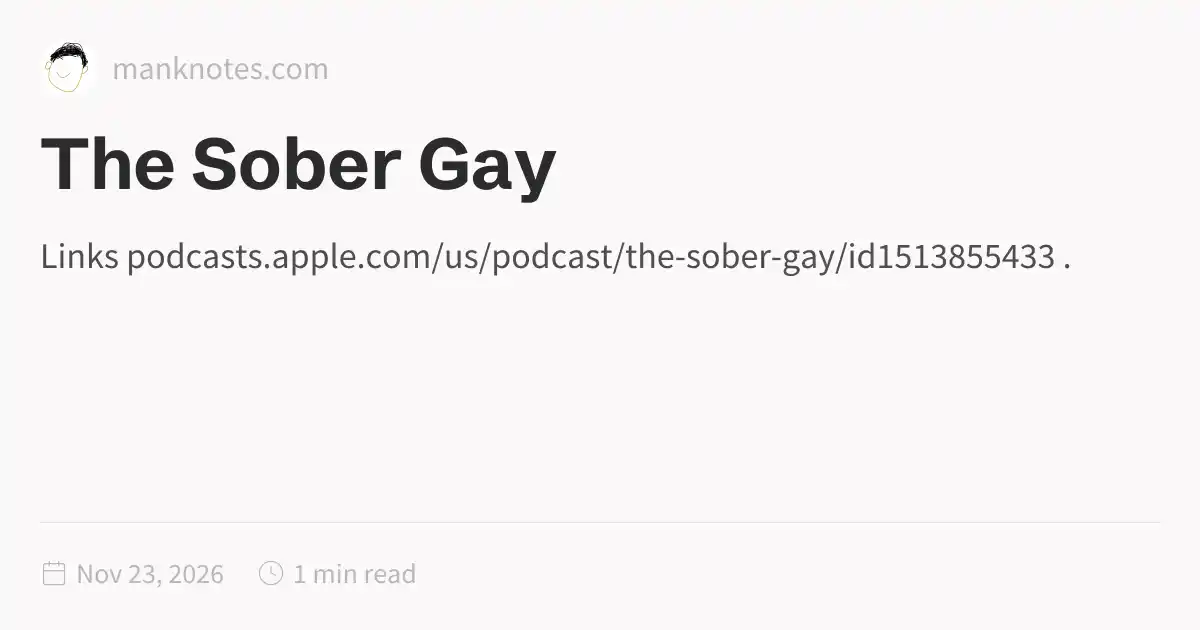 manknotes.com
The Sober Gay
Links podcasts.apple.com/us/podcast/the-sober-gay/id1513855433 .
Nov 23, 2026 1 min read